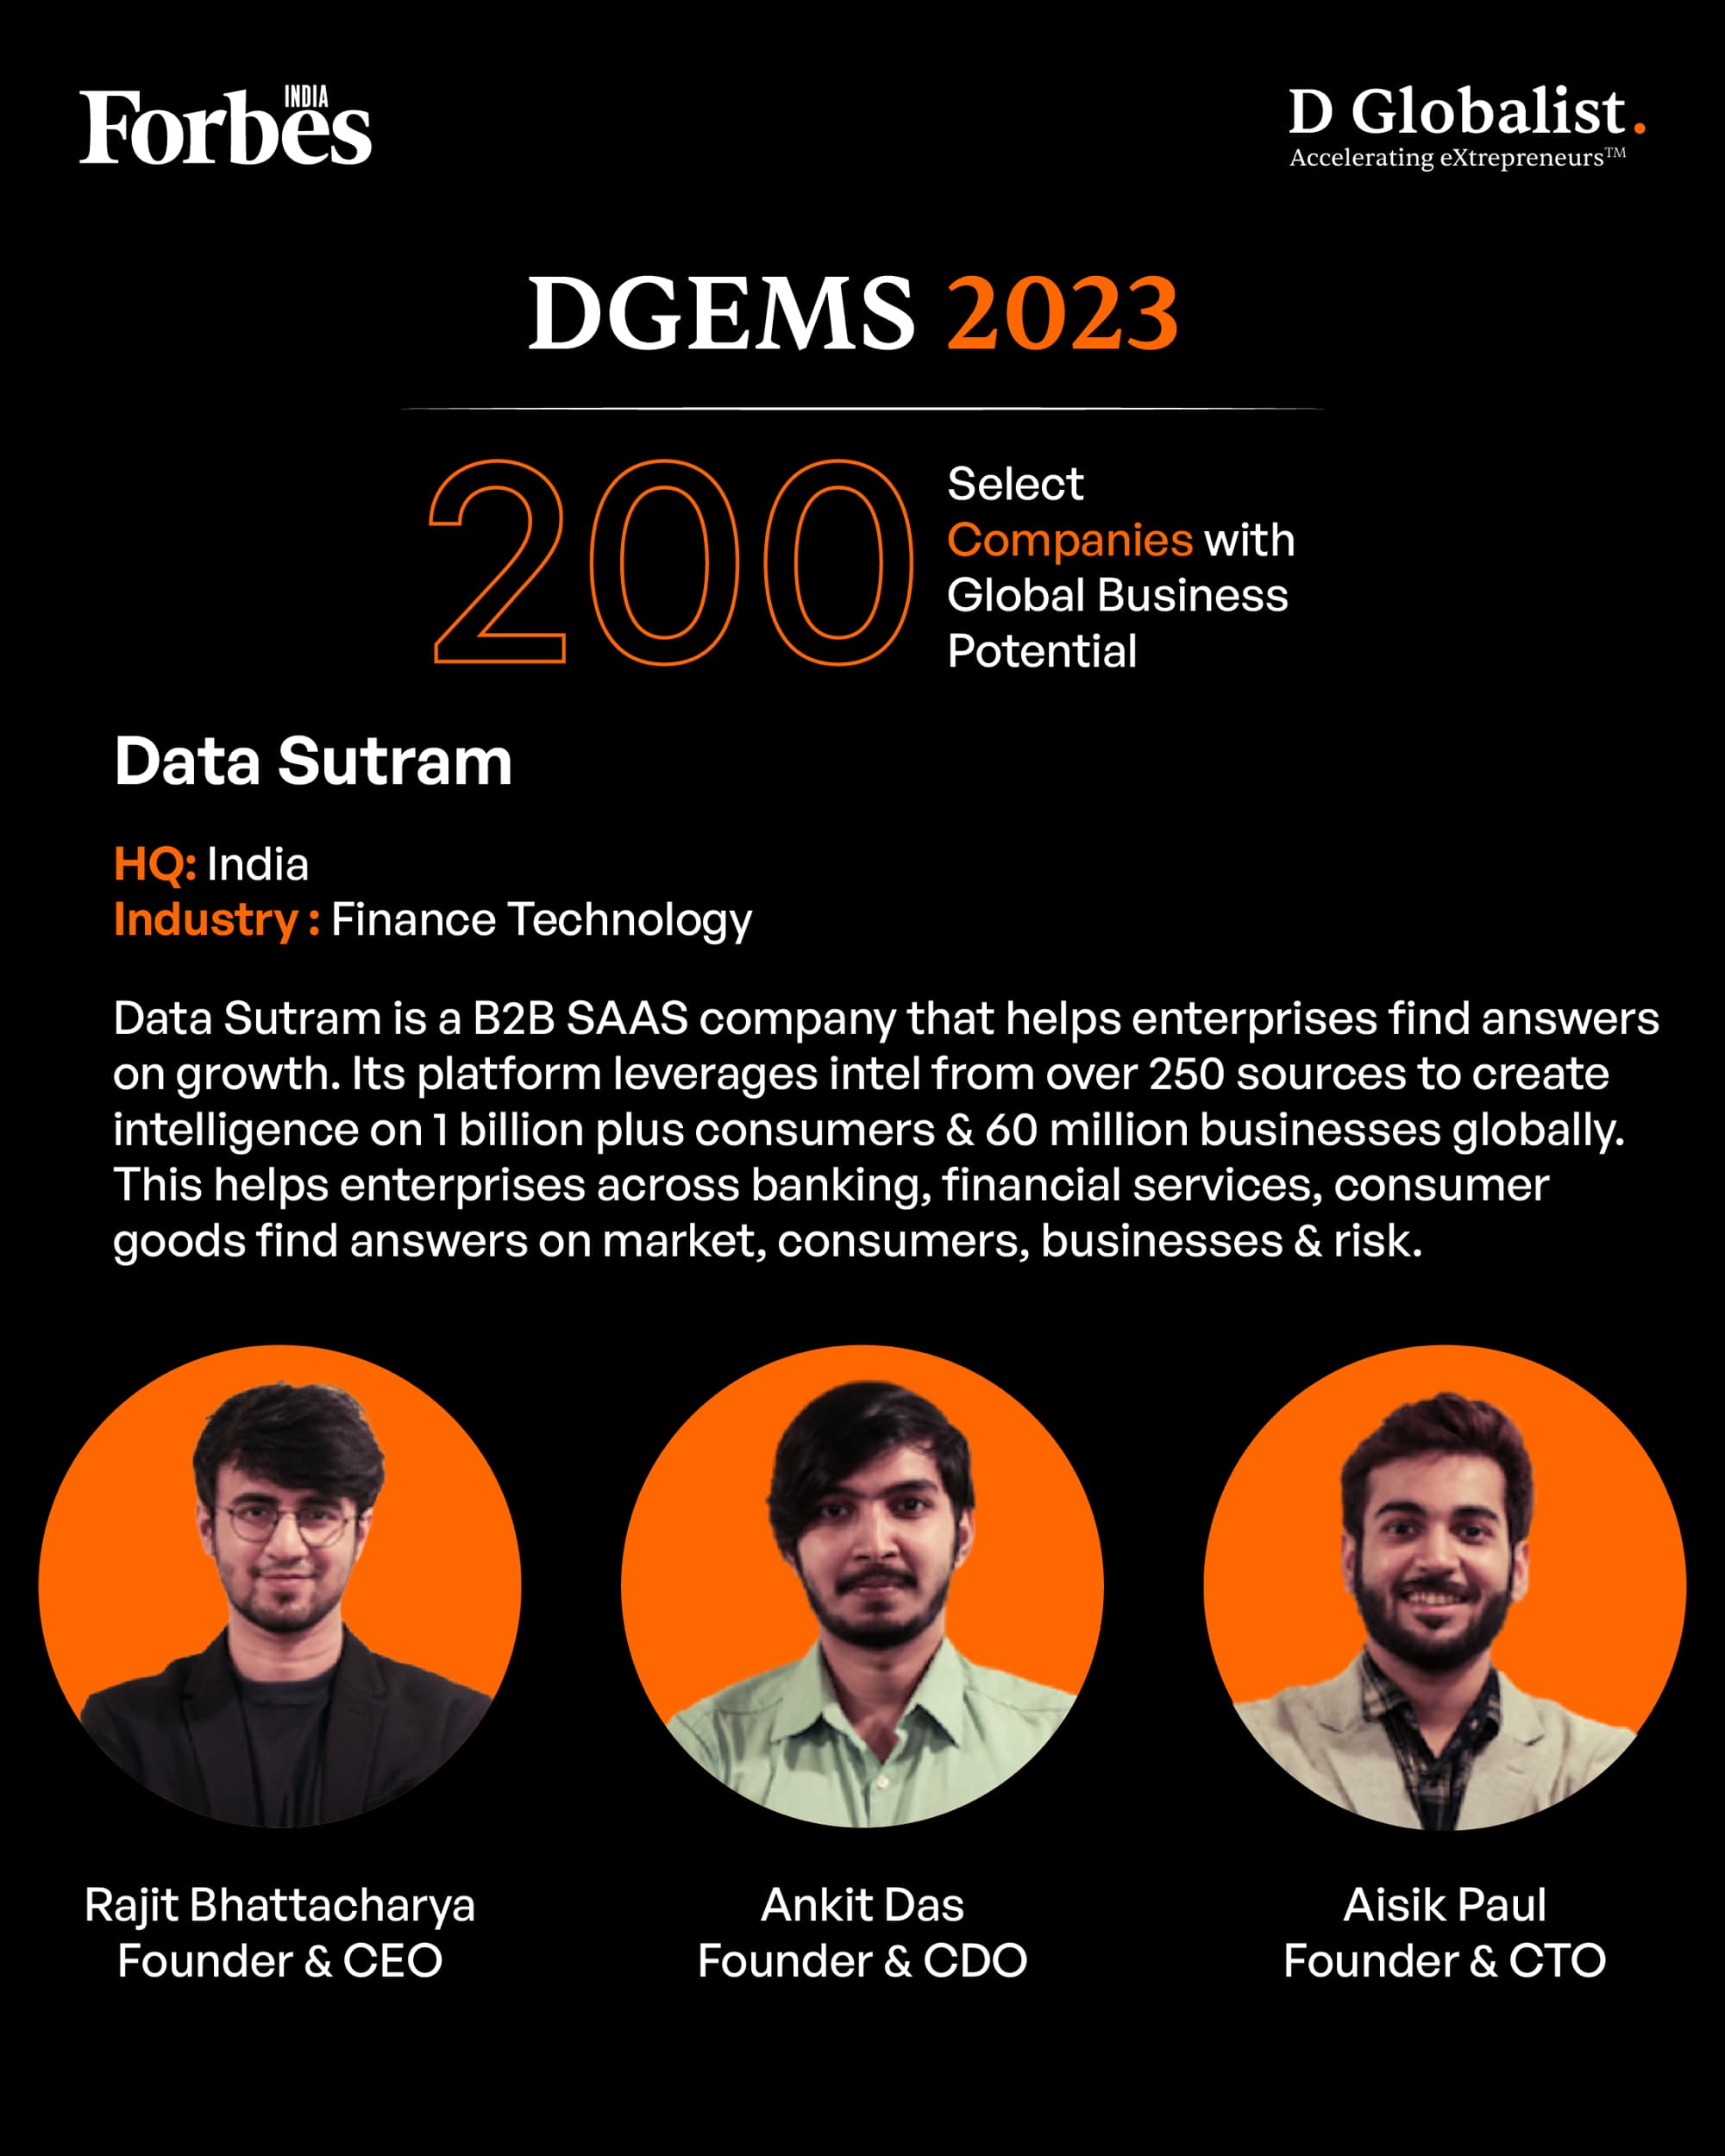 Forbes INDIA
D Globalist.
Accelerating eXtrepreneurs™
DGEMS 2023
200
Select
Companies with
Global Business
Potential
Data Sutram
HQ: India
Industry : Finance Technology
Data Sutram is a B2B SAAS company that helps enterprises find answers
on growth. Its platform leverages intel from over 250 sources to create
intelligence on 1 billion plus consumers & 60 million businesses globally.
This helps enterprises across banking, financial services, consumer
goods find answers on market, consumers, businesses & risk.
Rajit Bhattacharya
Founder & CEO
Ankit Das
Founder & CDO
Aisik Paul
Founder & CTO